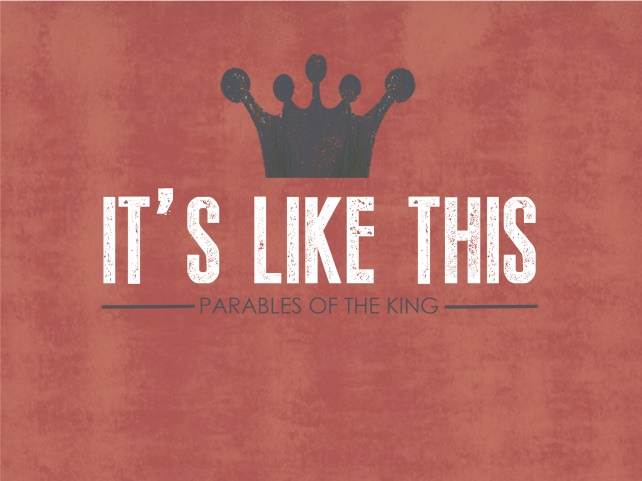 IT'S LIKE THIS
PARABLES OF THE KING